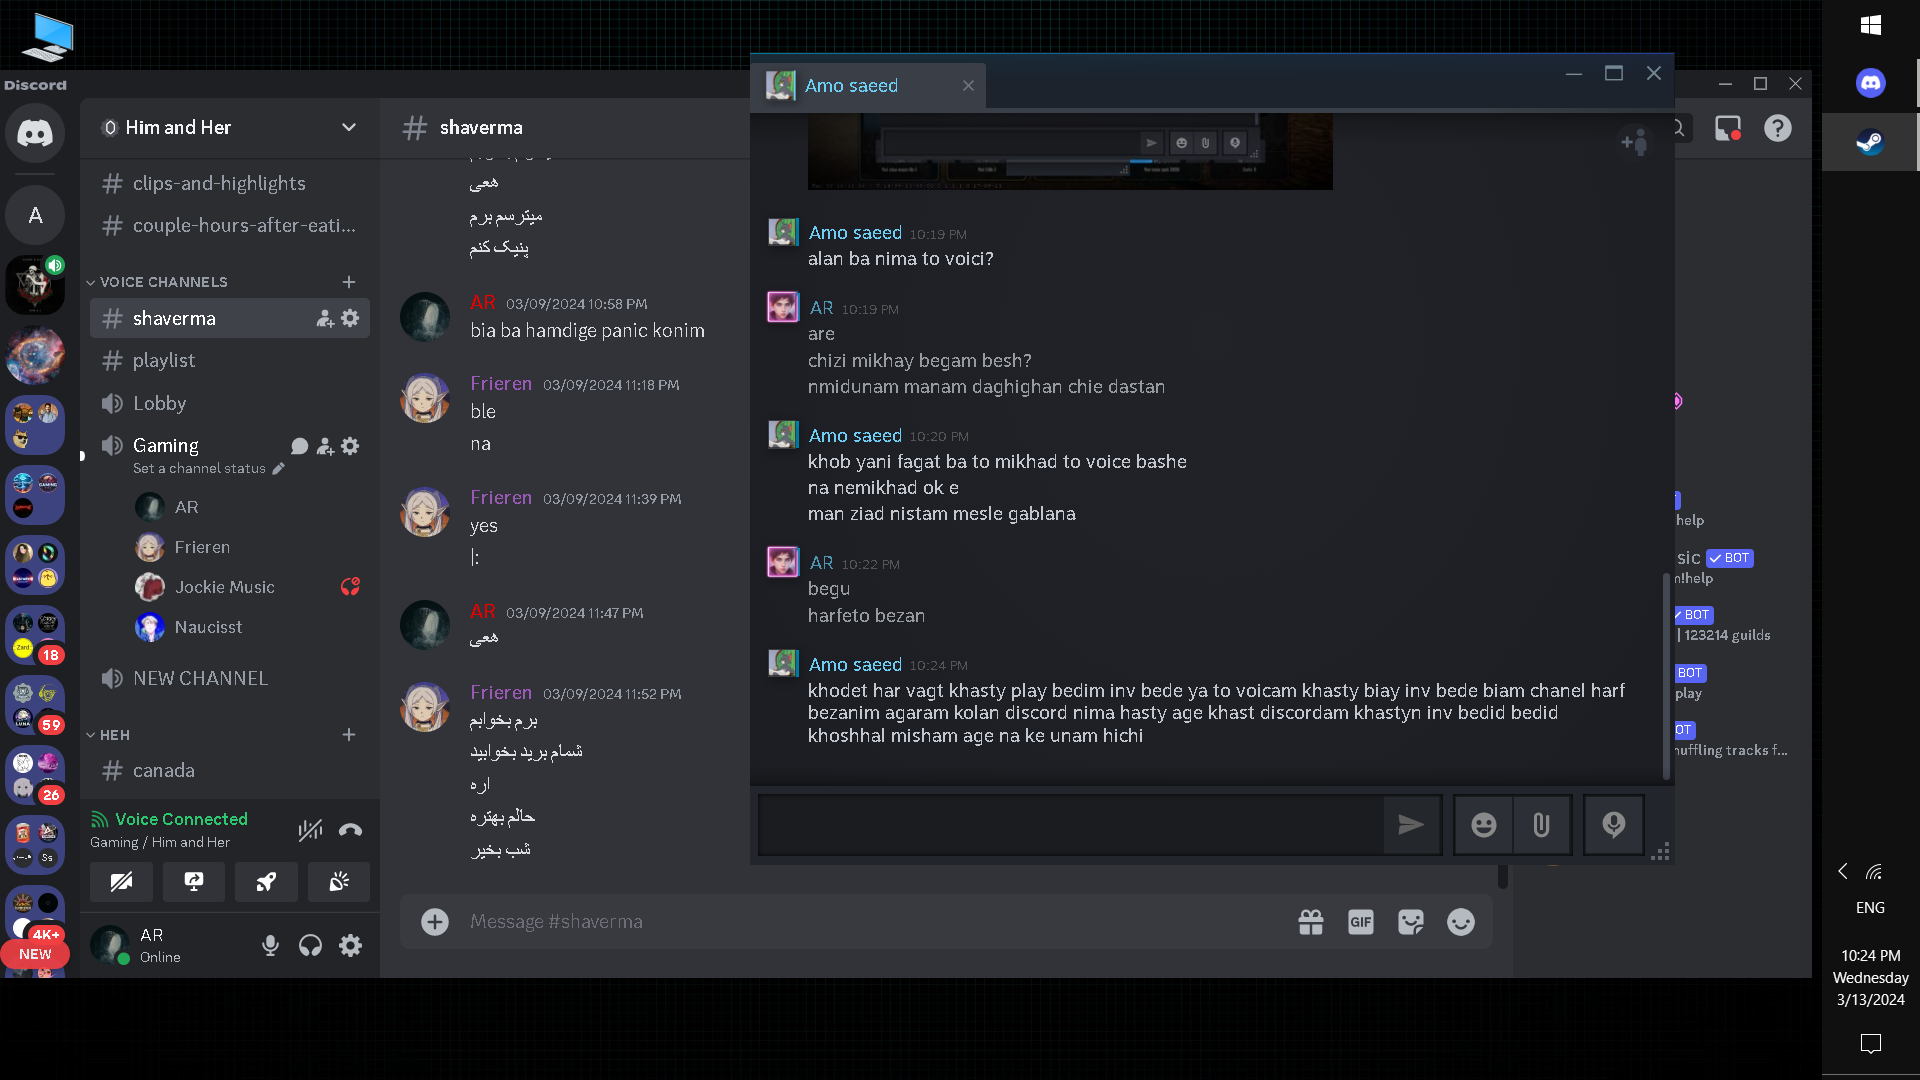 Discord
Him and Her
A
clips-and-highlights
couple-hours-after-eati...
VOICE CHANNELS
shaverma
playlist
Lobby
Gaming
Set a channel status
AR
Frieren
Jockie Music
Naucisst
NEW CHANNEL
HEH
canada
18
59
26
Ss
4K+
NEW
Voice Connected
Gaming / Him and Her
AR
Online
shaverma
هعی
میترسم برم
پنیک کنم
AR 03/09/2024 10:58 PM
bia ba hamdige panic konim
Frieren 03/09/2024 11:18 PM
ble
na
Frieren 03/09/2024 11:39 PM
yes
|:
AR 03/09/2024 11:47 PM
هعی
Frieren 03/09/2024 11:52 PM
برم بخوابم
شمام برید بخوابید
اره
حالم بهتره
شب بخیر
Message #shaverma
GIF
Amo saeed
Amo saeed 10:19 PM
alan ba nima to voici?
AR 10:19 PM
are
chizi mikhay begam besh?
nmidunam manam daghighan chie dastan
Amo saeed 10:20 PM
khob yani fagat ba to mikhad to voice bashe
na nemikhad ok e
man ziad nistam mesle gablana
AR 10:22 PM
begu
harfeto bezan
Amo saeed 10:24 PM
khodet har vagt khasty play bedim inv bede ya to voicam khasty biay inv bede biam chanel harf
bezanim agaram kolan discord nima hasty age khast discordam khastyn inv bedid bedid
khoshhal misham age na ke unam hichi
help
sic BOT
n!help
BOT
| 123214 guilds
BOT
play
OT
uffling tracks f...
ENG
10:24 PM
Wednesday
3/13/2024